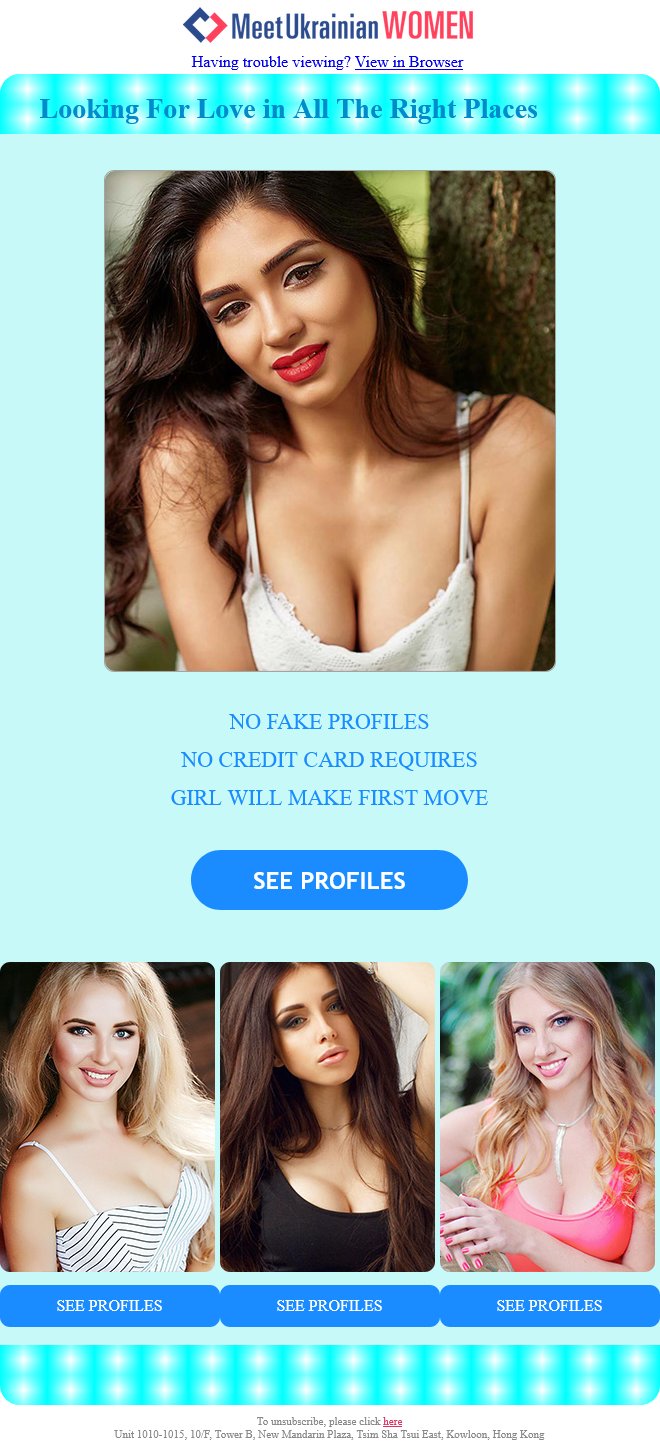 MeetUkrainian WOMEN
Having trouble viewing? View in Browser
Looking For Love in All The Right Places
NO FAKE PROFILES
NO CREDIT CARD REQUIRES
GIRL WILL MAKE FIRST MOVE
SEE PROFILES
SEE PROFILES SEE PROFILES SEE PROFILES
To unsubscribe, please click here
Unit 1010-1015, 10/F, Tower B, New Mandarin Plaza, Tsim Sha Tsui East, Kowloon, Hong Kong